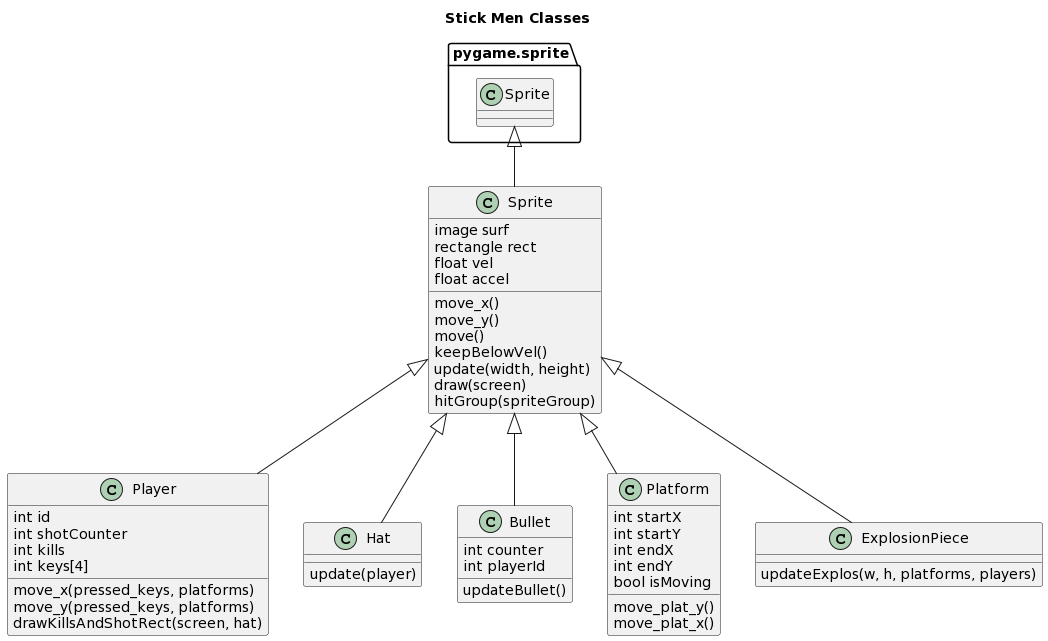 Stick Men Classes
pygame.sprite
C Sprite
C Sprite
image surf
rectangle rect
float vel
float accel
move_x()
move_y()
move()
keepBelowVel()
update(width, height)
draw(screen)
hitGroup(spriteGroup)
C Player
int id
int shotCounter
int kills
int keys[4]
move_x(pressed_keys, platforms)
move_y(pressed_keys, platforms)
drawKillsAndShotRect(screen, hat)
C Hat
update(player)
C Bullet
int counter
int playerId
updateBullet()
C Platform
int startX
int startY
int endX
int endY
bool isMoving
move_plat_y()
move_plat_x()
C ExplosionPiece
updateExplos(w, h, platforms, players)